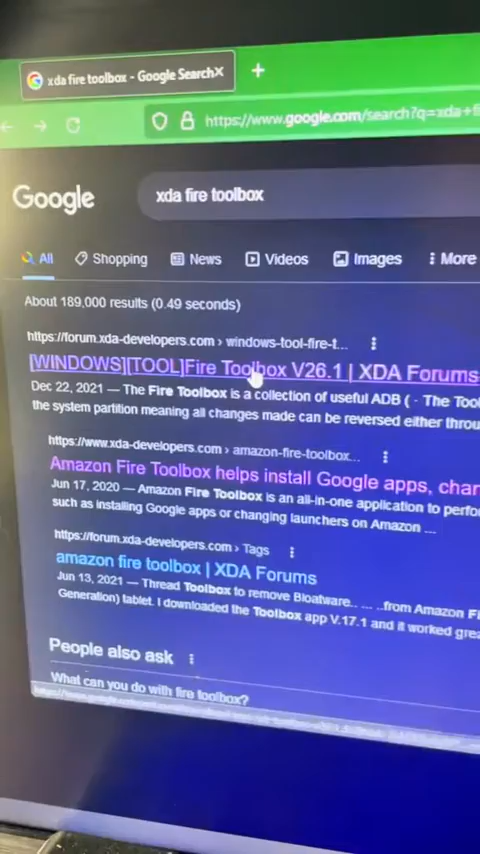 xda fire toolbox - Google Search ×
+
https://www.google.com/search?q=xda+fi
Google
xda fire toolbox
All Shopping News Videos Images More
About 189,000 results (0.49 seconds)
https://forum.xda-developers.com › windows-tool-fire-t...
[WINDOWS][TOOL]Fire Toolbox V26.1 | XDA Forums
Dec 22, 2021 — The Fire Toolbox is a collection of useful ADB ( · The Tool
the system partition meaning all changes made can be reversed either throu
https://www.xda-developers.com › amazon-fire-toolbox...
Amazon Fire Toolbox helps install Google apps, chan
Jun 17, 2020 — Amazon Fire Toolbox is an all-in-one application to perfo
such as installing Google apps or changing launchers on Amazon ...
https://forum.xda-developers.com › Tags
amazon fire toolbox | XDA Forums
Jun 13, 2021 — Thread Toolbox to remove Bloatware.. ... ..from Amazon Fi
Generation) tablet. I downloaded the Toolbox app V.17.1 and it worked grea
People also ask
What can you do with fire toolbox?